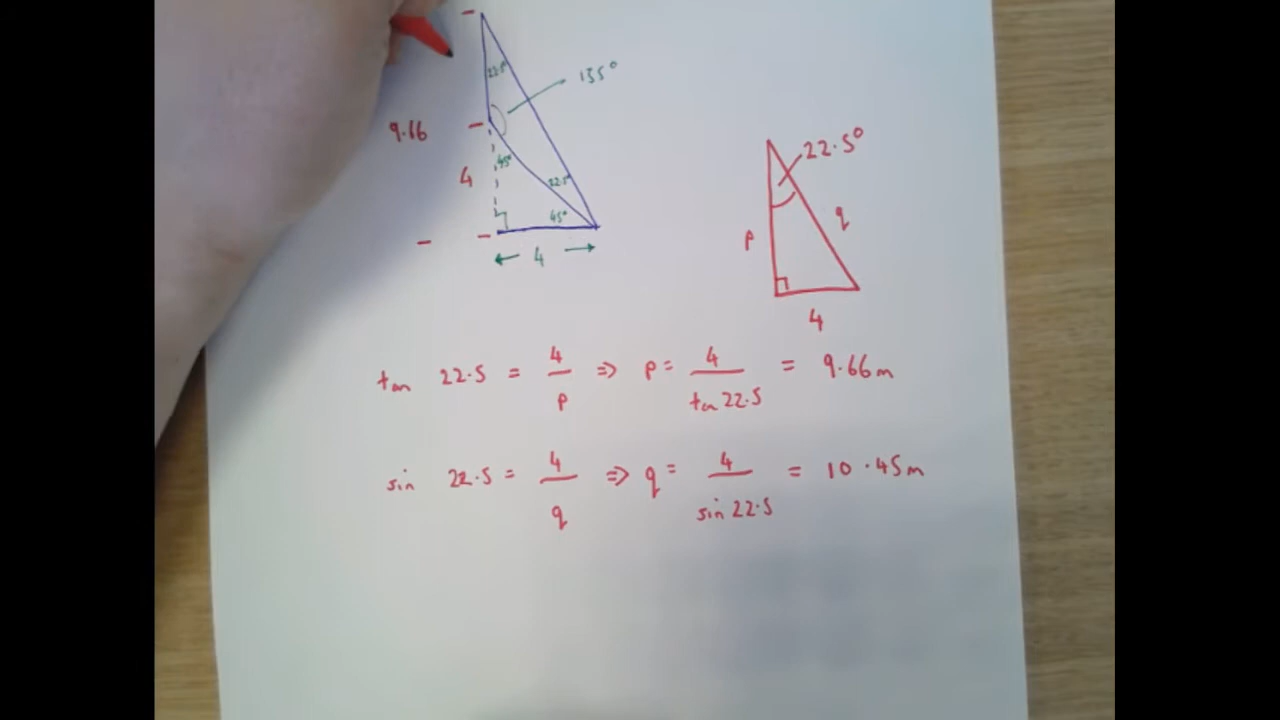 22.5°
135°
9.66
45°
4
22.5°
45°
4
22.5°
p
q
4
tan 22.5 = 4/p => p = 4/tan 22.5 = 9.66m
sin 22.5 = 4/q => q = 4/sin 22.5 = 10.45m